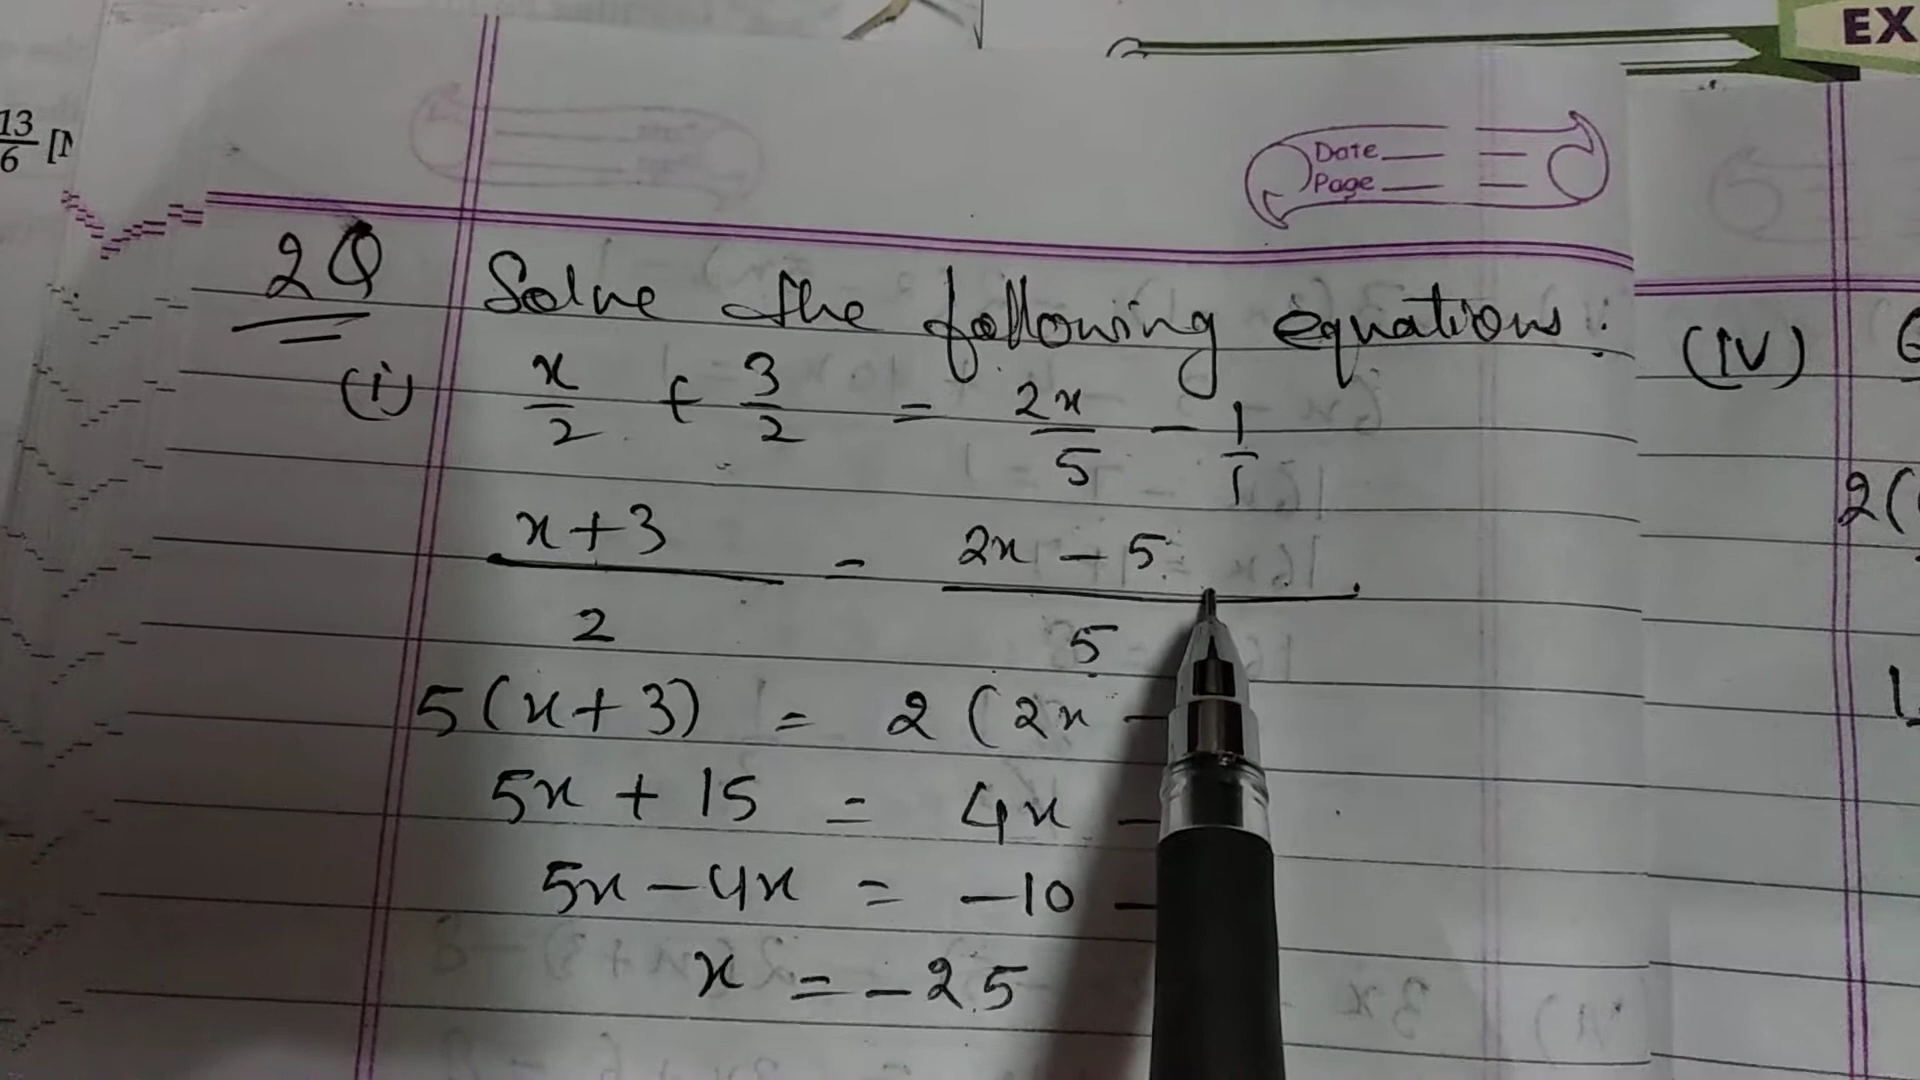 EX
13/6 [
Date
Page
2Q Solve the following equations:
(i) x/2 + 3/2 = 2x/5 - 1/1
x+3/2 = 2x-5/5
5(x+3) = 2(2x -
5x + 15 = 4x -
5x - 4x = -10 -
x = -25
(IV)
2(